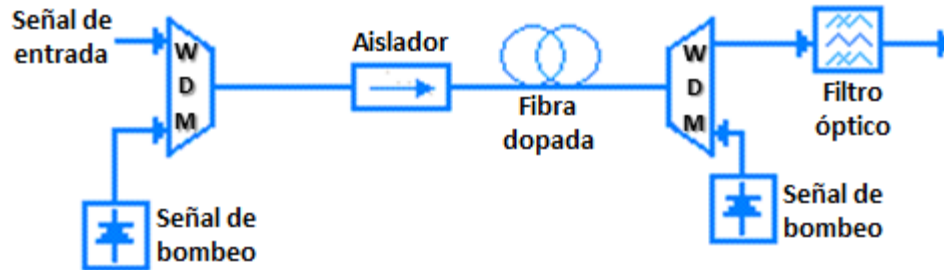 Señal de
entrada
W
D
M
Señal de
bombeo
Aislador
Fibra
dopada
W
D
M
Filtro
óptico
Señal de
bombeo